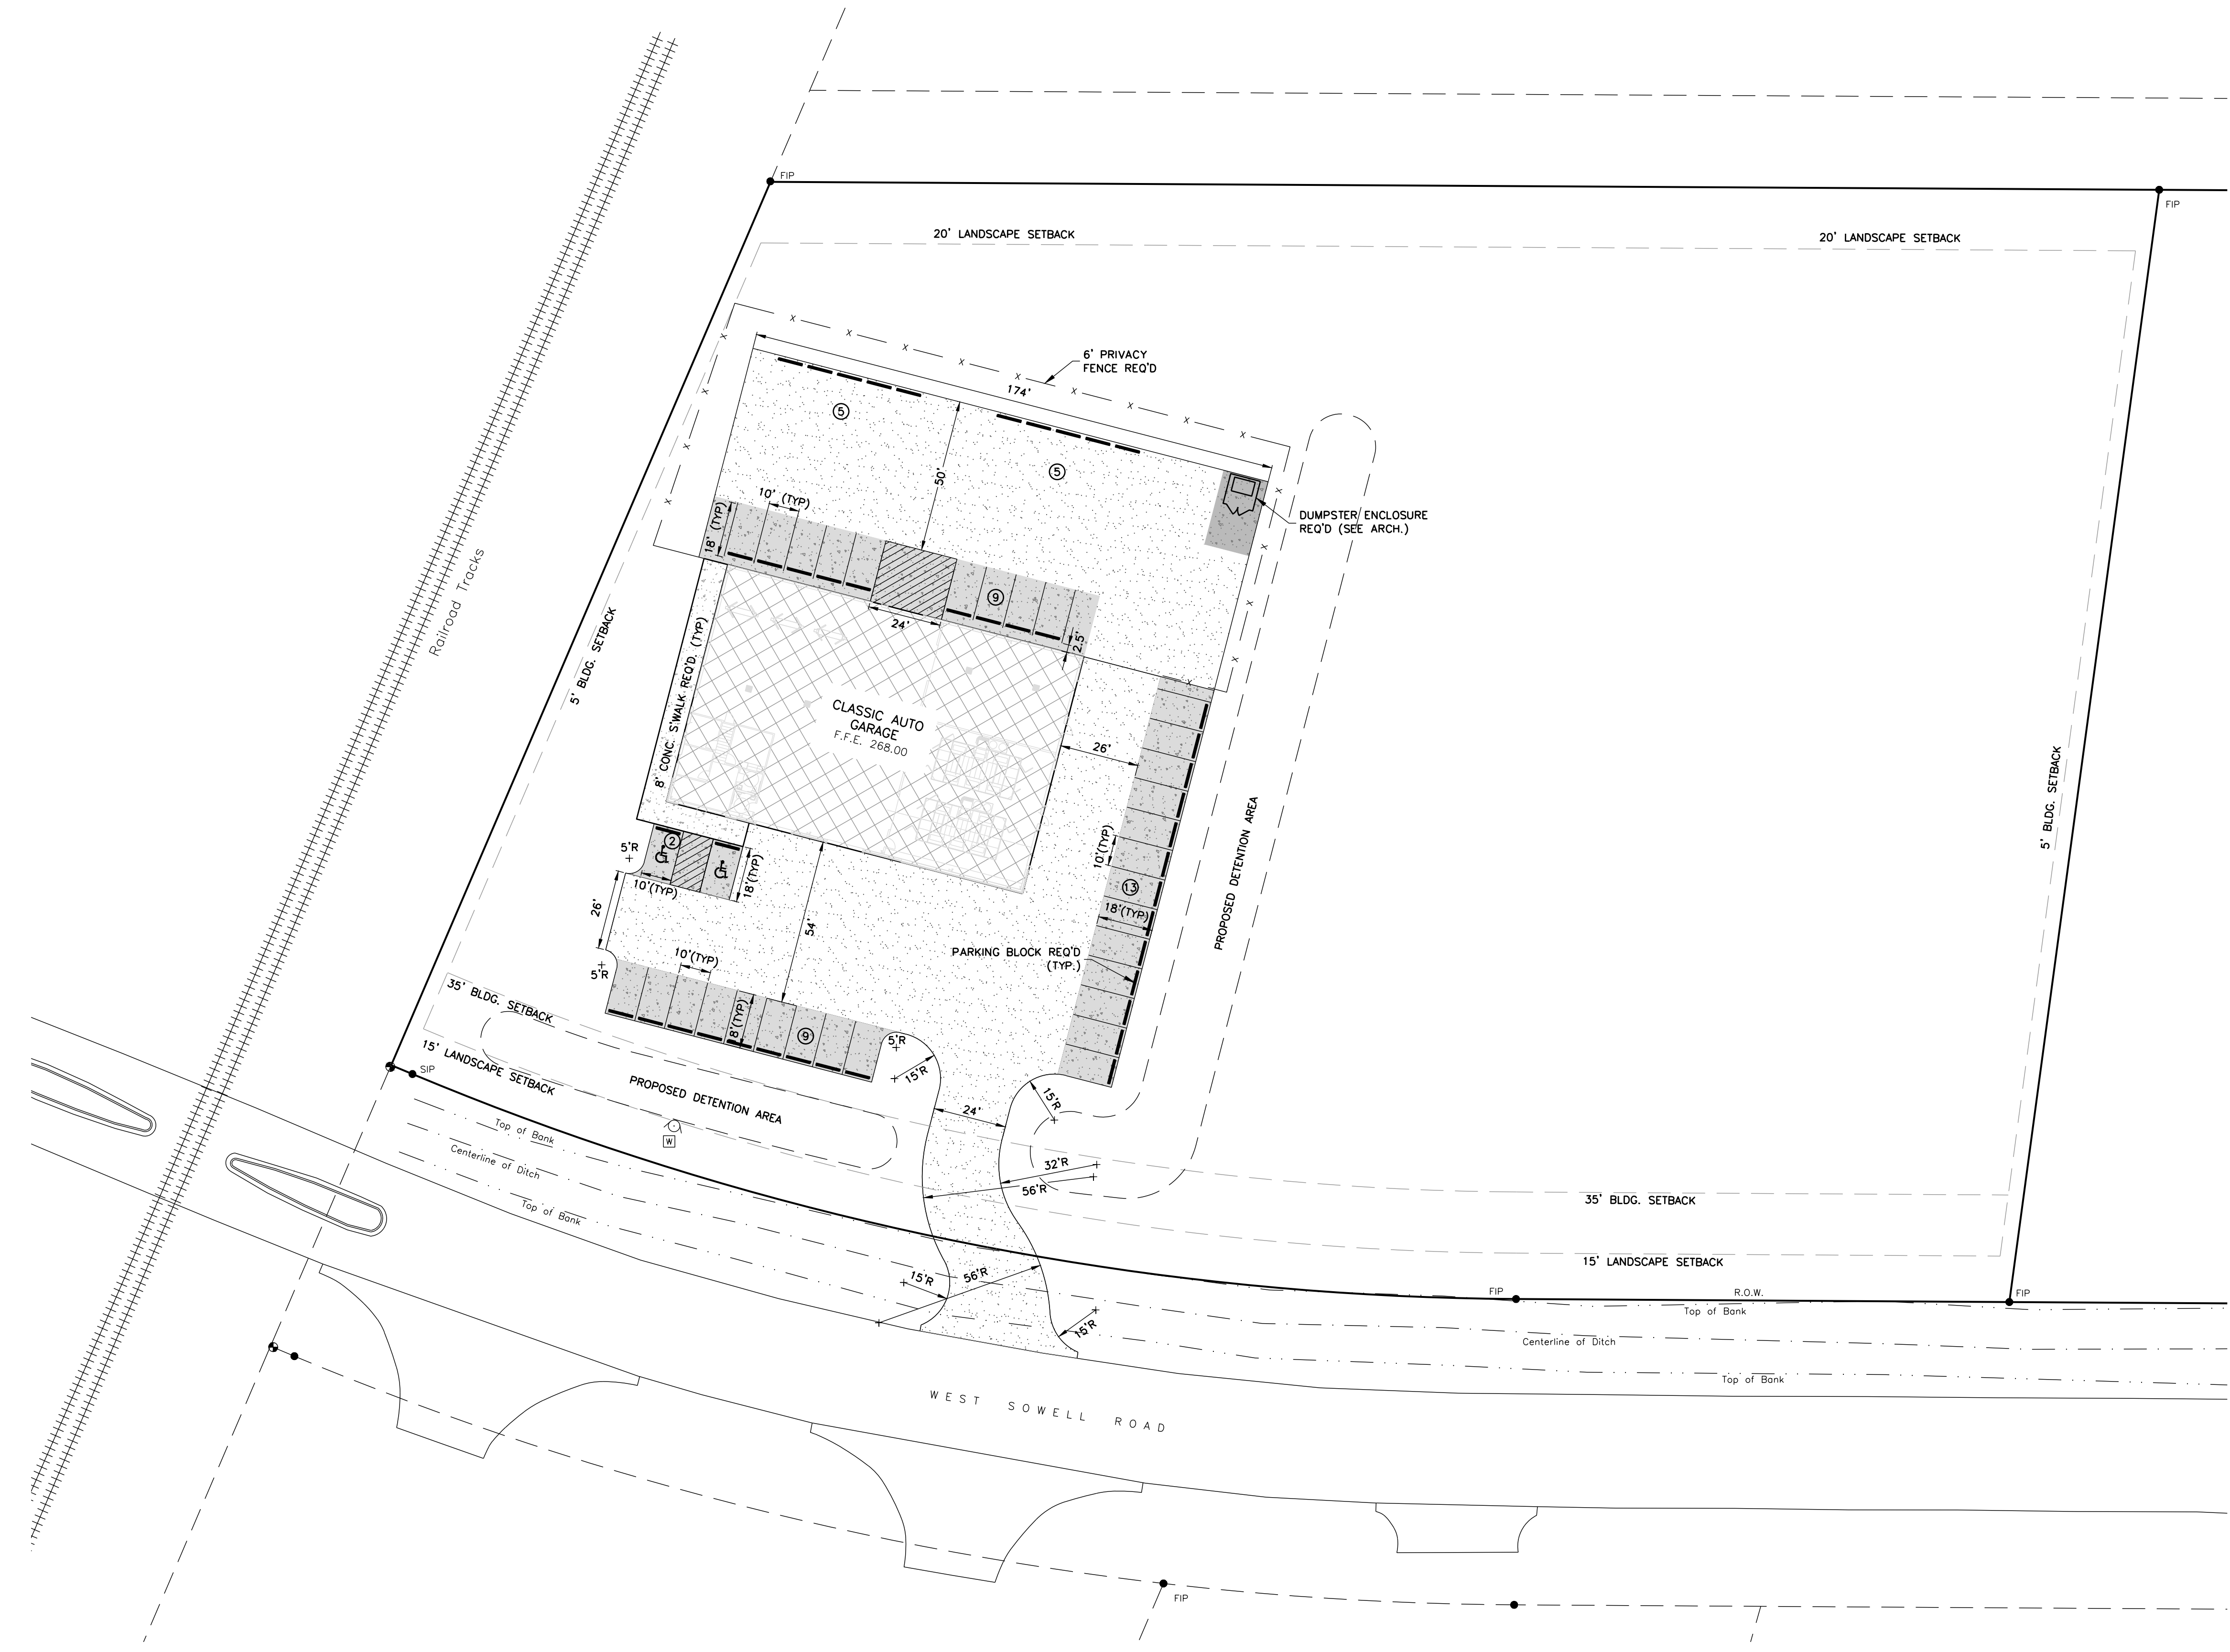 FIP
FIP
20' LANDSCAPE SETBACK
20' LANDSCAPE SETBACK
Railroad Tracks
5' BLDG. SETBACK
6' PRIVACY
FENCE REQ'D
174'
5
5
50'
10' (TYP)
18' (TYP)
DUMPSTER ENCLOSURE
REQ'D (SEE ARCH.)
9
24'
2.5'
8' CONC. S'WALK REQ'D. (TYP)
CLASSIC AUTO
GARAGE
F.F.E. 268.00
26'
5' BLDG. SETBACK
PROPOSED DETENTION AREA
2
5'R
10'(TYP)
18'(TYP)
10'(TYP)
13
18'(TYP)
26'
54'
PARKING BLOCK REQ'D
(TYP.)
10'(TYP)
5'R
35' BLDG. SETBACK
8'(TYP)
9
5'R
15'R
15' LANDSCAPE SETBACK
SIP
PROPOSED DETENTION AREA
W
24'
15'R
32'R
56'R
Top of Bank
Centerline of Ditch
Top of Bank
35' BLDG. SETBACK
15' LANDSCAPE SETBACK
15'R
56'R
15'R
FIP
R.O.W.
FIP
Top of Bank
Centerline of Ditch
Top of Bank
WEST SOWELL ROAD
FIP